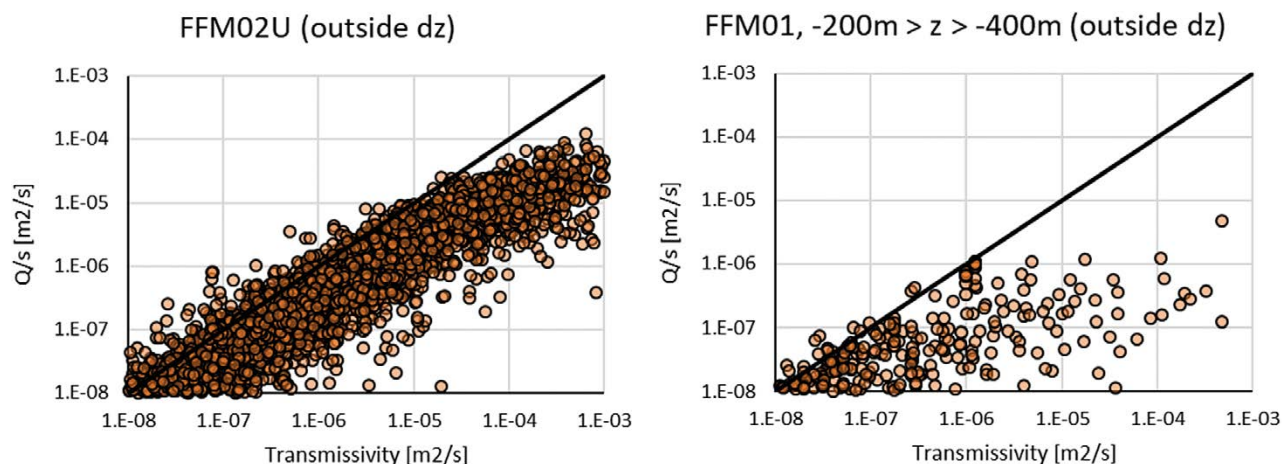 FFM02U (outside dz)
1.E-03
1.E-04
1.E-05
1.E-06
1.E-07
1.E-08
Q/s [m2/s]
1.E-08 1.E-07 1.E-06 1.E-05 1.E-04 1.E-03
Transmissivity [m2/s]
FFM01, -200m > z > -400m (outside dz)
1.E-03
1.E-04
1.E-05
1.E-06
1.E-07
1.E-08
Q/s [m2/s]
1.E-08 1.E-07 1.E-06 1.E-05 1.E-04 1.E-03
Transmissivity [m2/s]